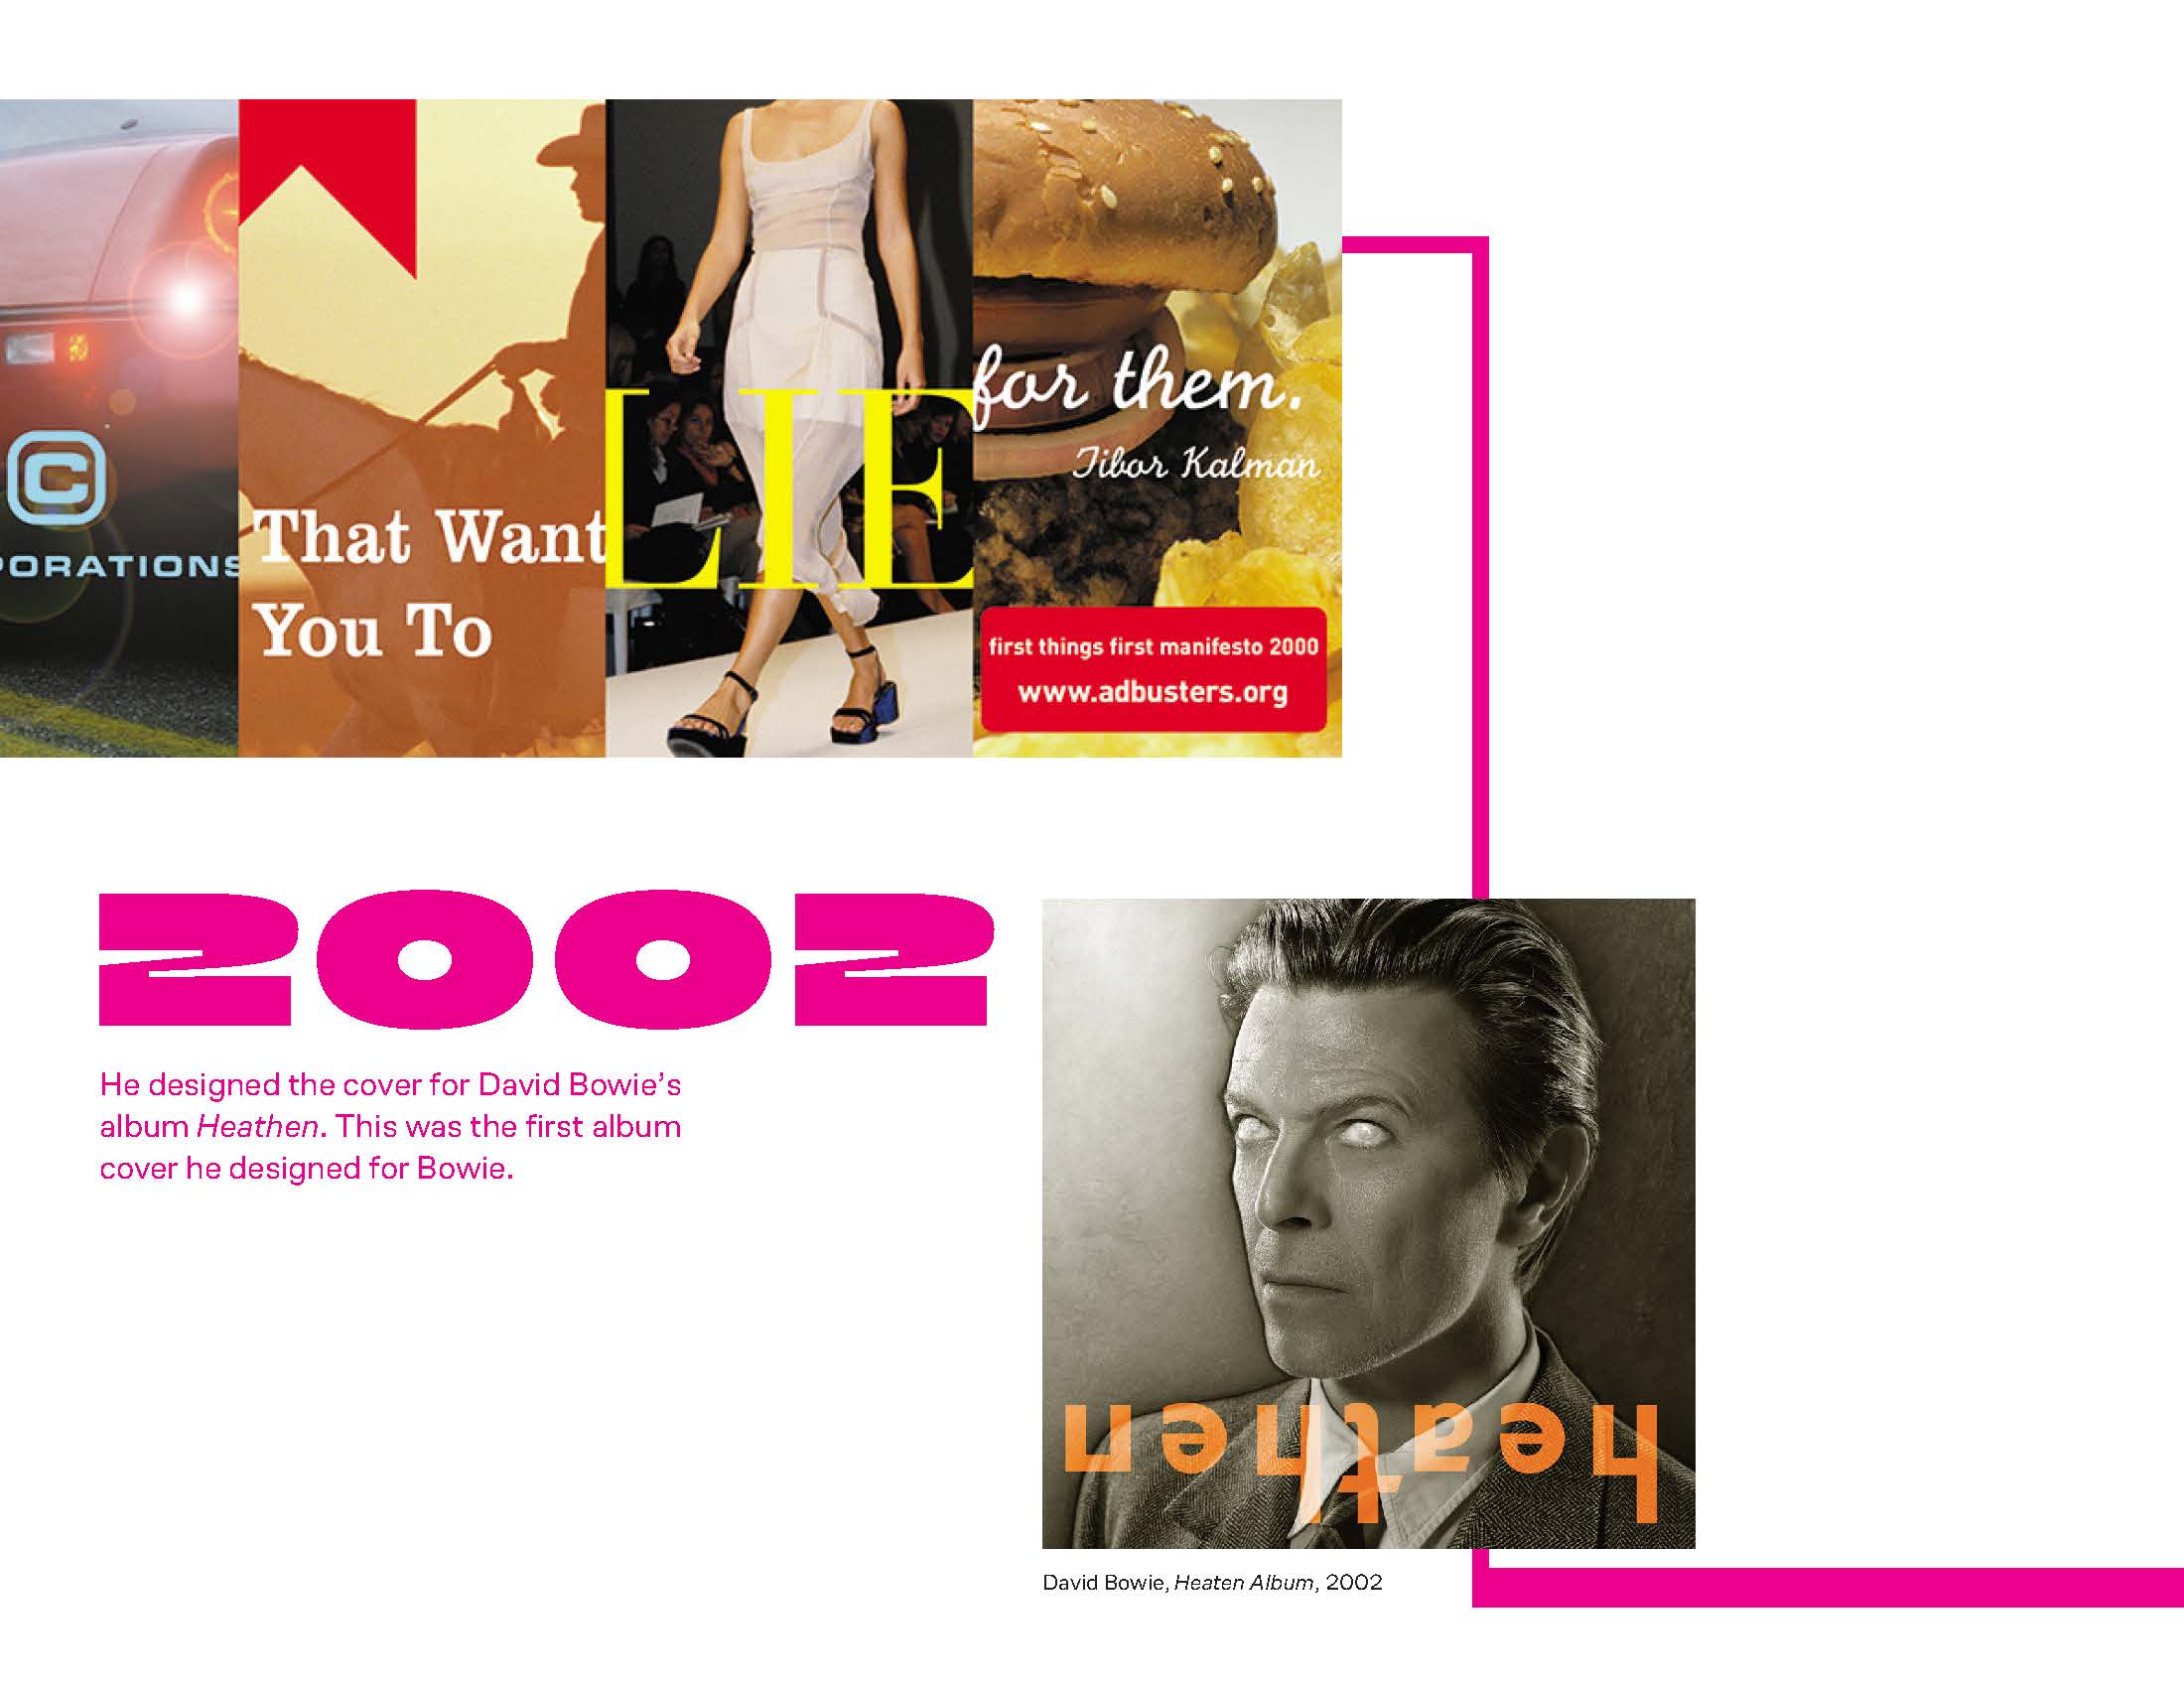 C
PORATIONS
That Want
You To
LIE
for them.
Tibor Kalman
first things first manifesto 2000
www.adbusters.org
2002
He designed the cover for David Bowie’s
album Heathen. This was the first album
cover he designed for Bowie.
heathen
David Bowie, Heaten Album, 2002